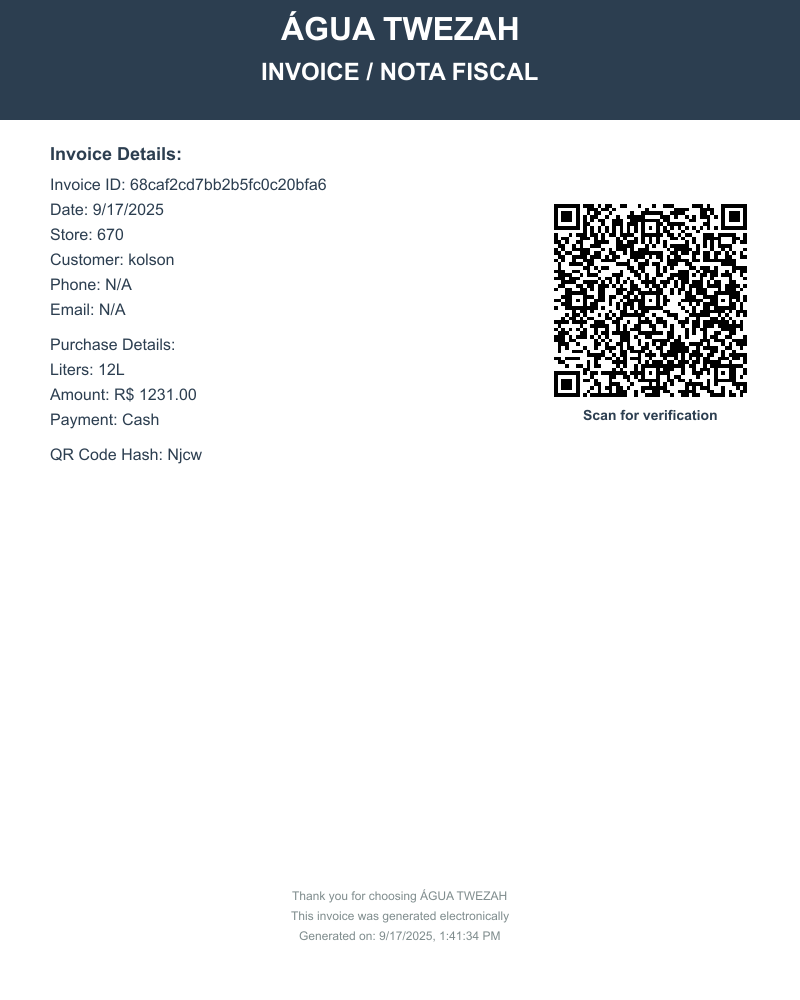 ÁGUA TWEZAH
INVOICE / NOTA FISCAL
Invoice Details:
Invoice ID: 68caf2cd7bb2b5fc0c20bfa6
Date: 9/17/2025
Store: 670
Customer: kolson
Phone: N/A
Email: N/A
Purchase Details:
Liters: 12L
Amount: R$ 1231.00
Payment: Cash
QR Code Hash: Njcw
Scan for verification
Thank you for choosing ÁGUA TWEZAH
This invoice was generated electronically
Generated on: 9/17/2025, 1:41:34 PM